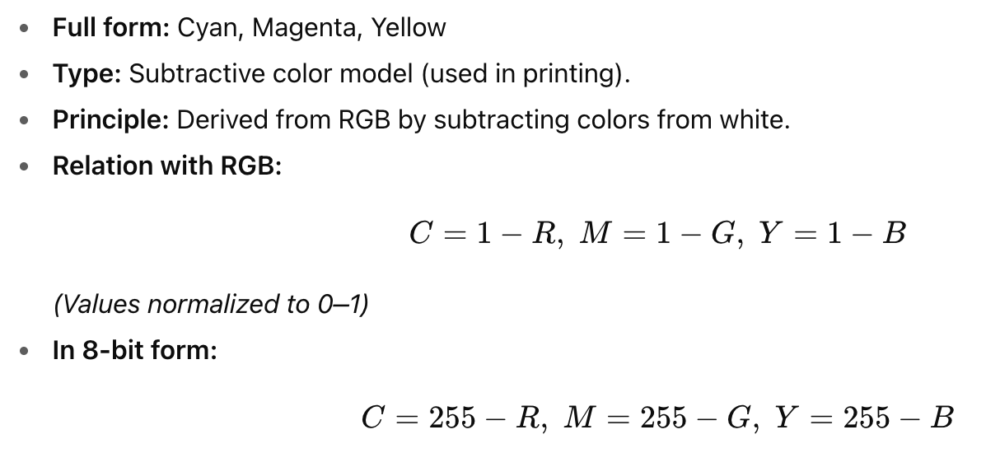 • Full form: Cyan, Magenta, Yellow
• Type: Subtractive color model (used in printing).
• Principle: Derived from RGB by subtracting colors from white.
• Relation with RGB:
C = 1 − R, M = 1 − G, Y = 1 − B
(Values normalized to 0–1)
• In 8-bit form:
C = 255 − R, M = 255 − G, Y = 255 − B